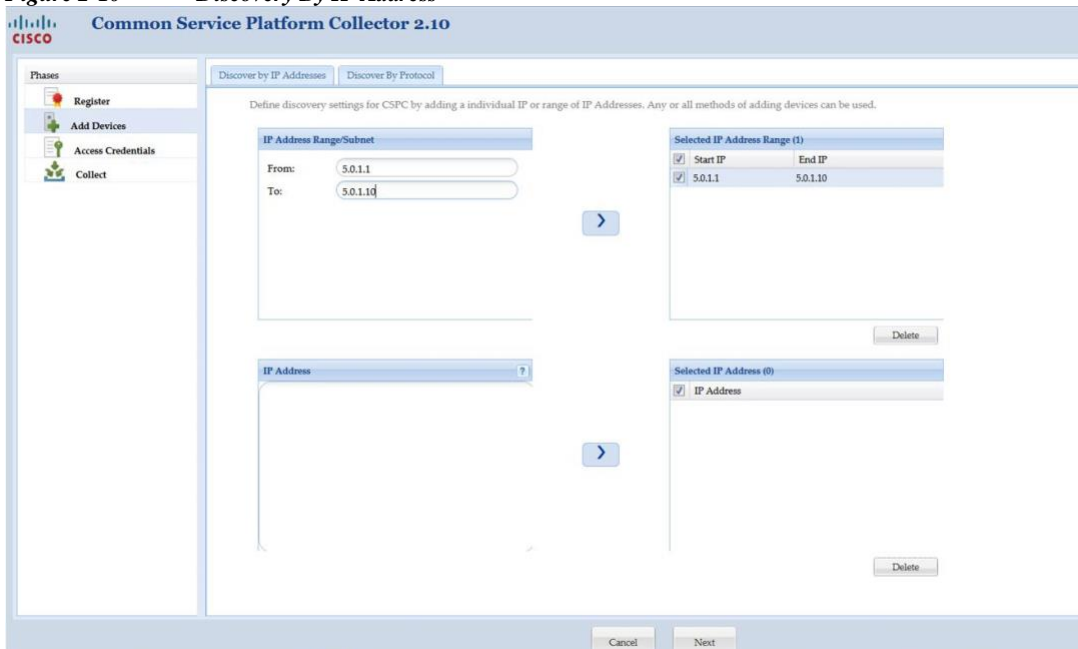 CISCO
Common Service Platform Collector 2.10
Phases
Register
Add Devices
Access Credentials
Collect
Discover by IP Addresses
Discover By Protocol
Define discovery settings for CSPC by adding a individual IP or range of IP Addresses. Any or all methods of adding devices can be used.
IP Address Range/Subnet
From: 5.0.1.1
To: 5.0.1.10
Selected IP Address Range (1)
Start IP End IP
5.0.1.1 5.0.1.10
Delete
IP Address ?
Selected IP Address (0)
IP Address
Delete
Cancel
Next